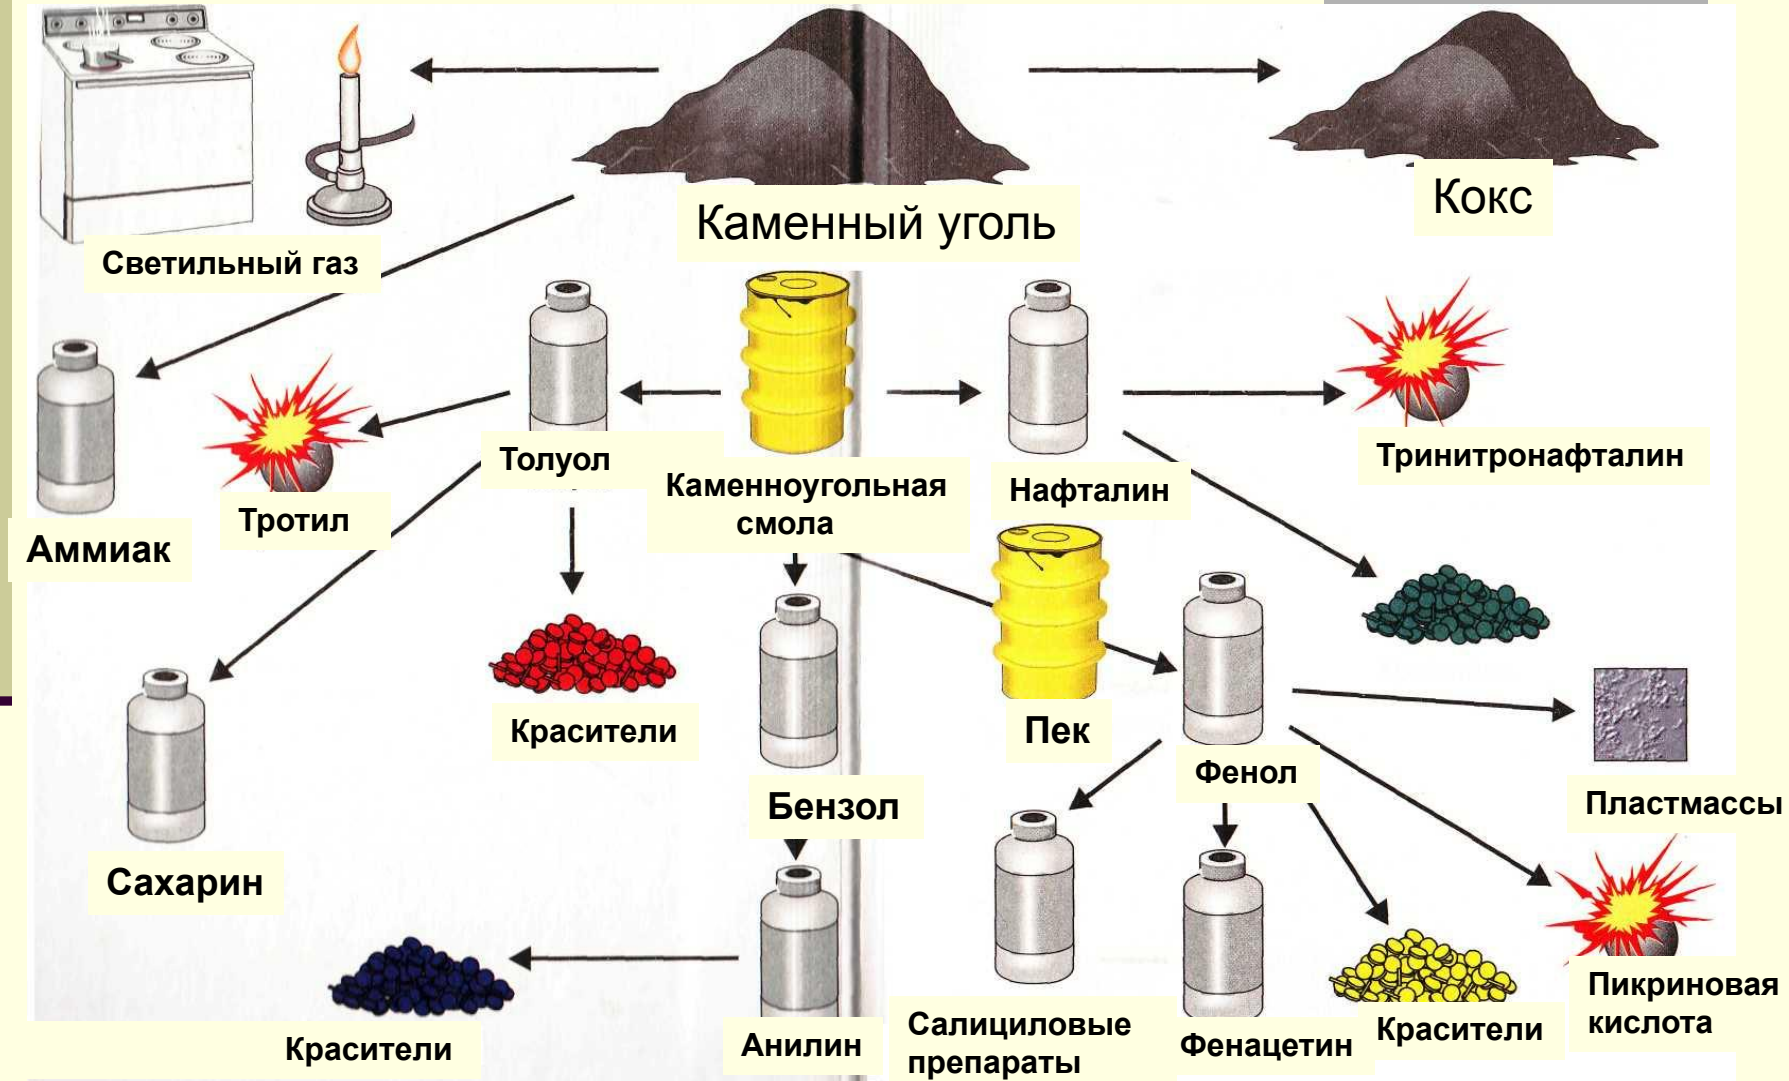 Кокс
Каменный уголь
Светильный газ
Толуол
Тринитронафталин
Каменноугольная
смола
Нафталин
Тротил
Аммиак
Красители
Пек
Фенол
Бензол
Пластмассы
Сахарин
Пикриновая
кислота
Салициловые
препараты
Фенацетин
Красители
Анилин
Красители